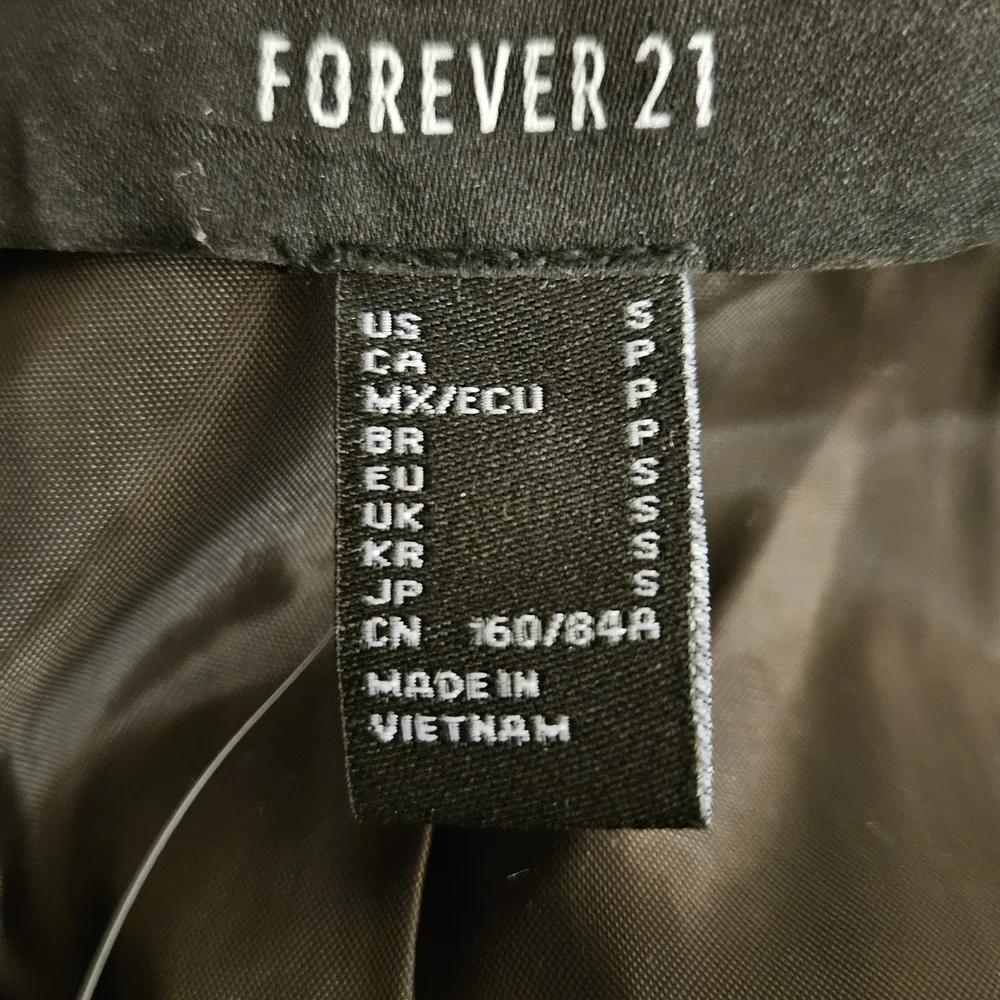 FOREVER 21
US S
CA P
MX/ECU P
BR P
EU S
UK S
KR S
JP S
CN 160/84A
MADE IN
VIETNAM